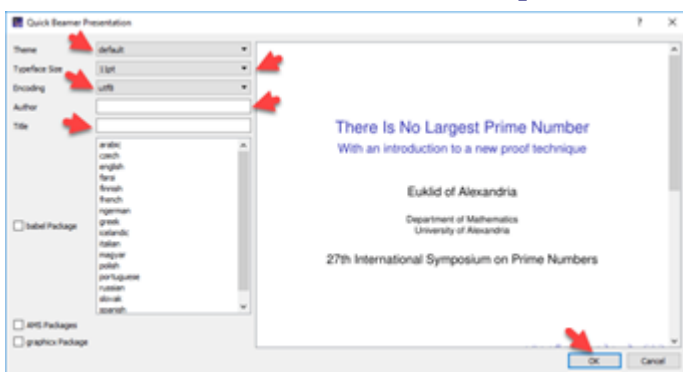 Quick Beamer Presentation
? X
Theme default
Typeface Size 11pt
Encoding utf8
Author
Title
arabic
czech
english
farsi
finnish
french
ngerman
greek
icelandic
italian
magyar
polish
portuguese
russian
slovak
spanish
babel Package
AMS Packages
graphicx Package
There Is No Largest Prime Number
With an introduction to a new proof technique
Euklid of Alexandria
Department of Mathematics
University of Alexandria
27th International Symposium on Prime Numbers
OK Cancel